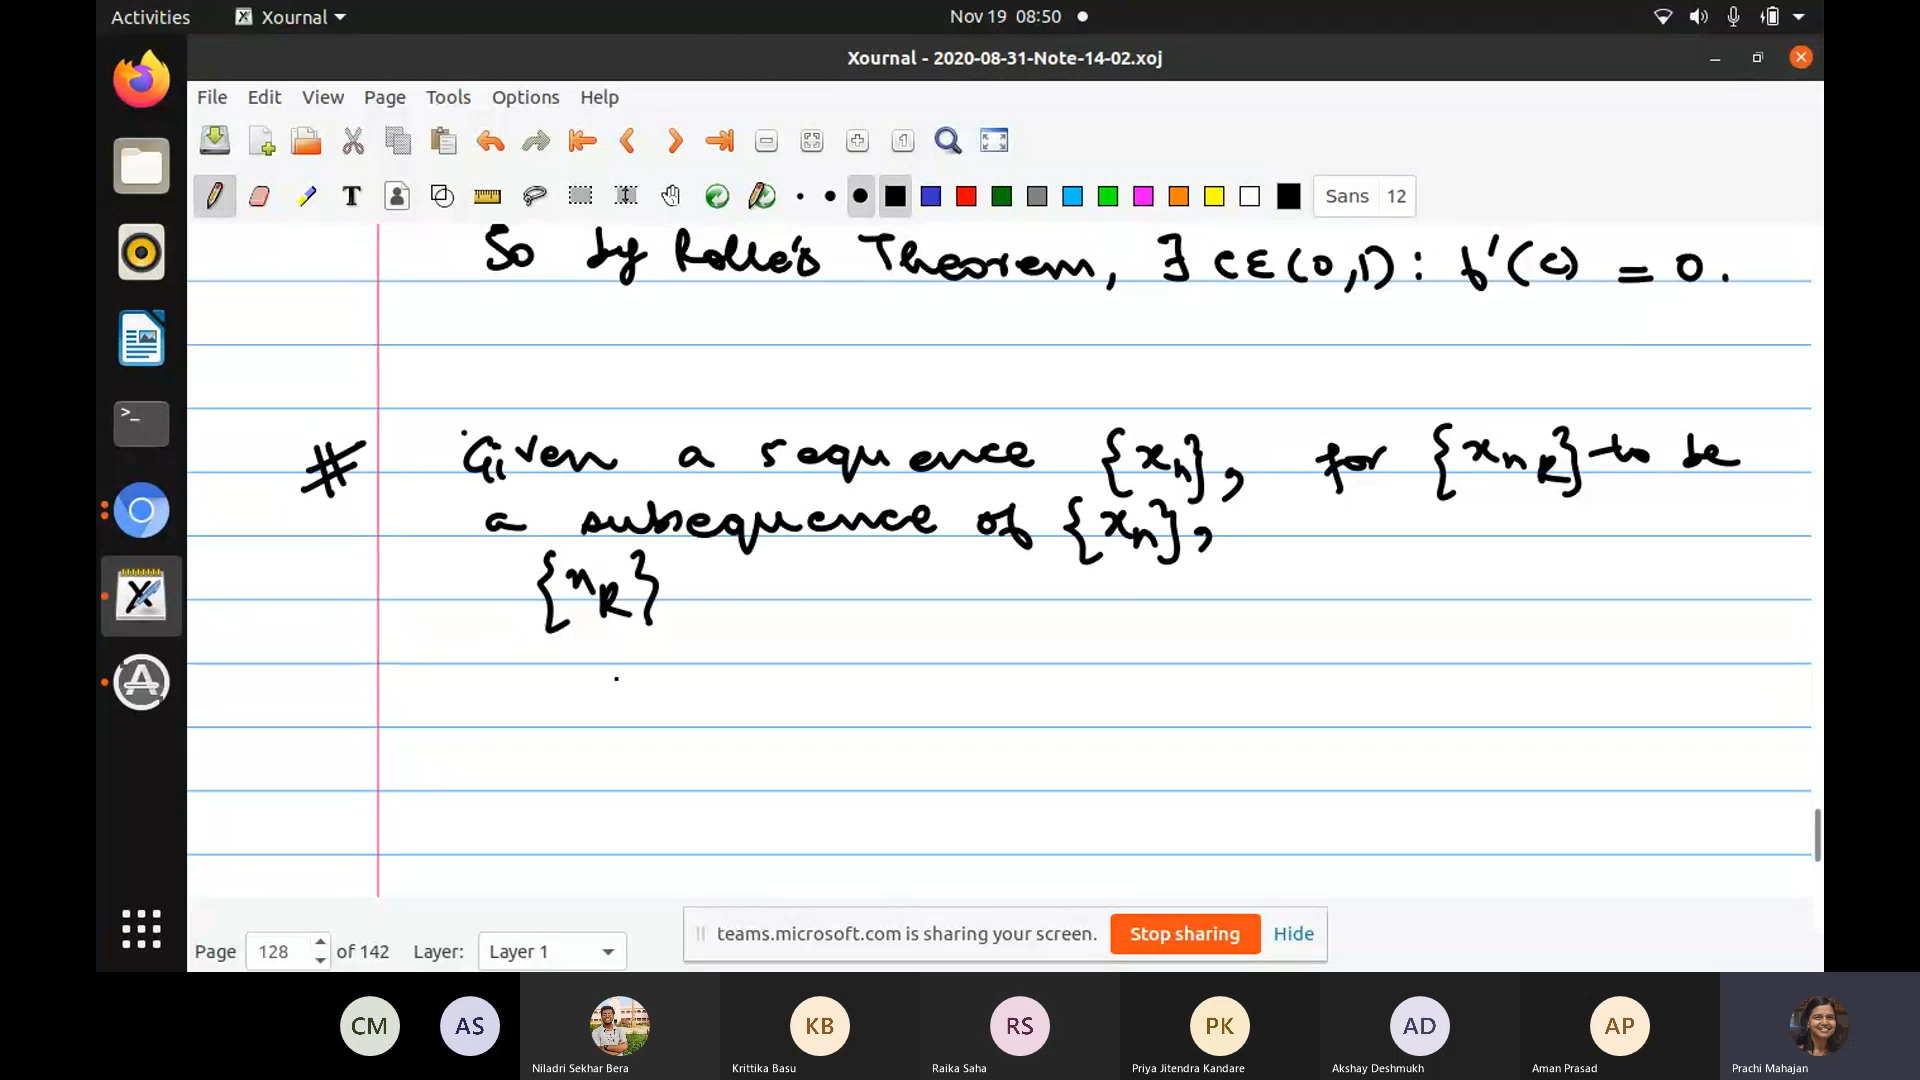 Activities
Xournal
Nov 19 08:50
Xournal - 2020-08-31-Note-14-02.xoj
File Edit View Page Tools Options Help
Sans 12
So by Rolle's Theorem, ∃ c∈(0,1): f'(c) = 0.
# Given a sequence {x_n}, for {x_n_k} to be
a subsequence of {x_n},
{n_k}
Page 128 of 142 Layer: Layer 1
teams.microsoft.com is sharing your screen. Stop sharing Hide
CM AS KB RS PK AD AP
Niladri Sekhar Bera Krittika Basu Raika Saha Priya Jitendra Kandare Akshay Deshmukh Aman Prasad Prachi Mahajan